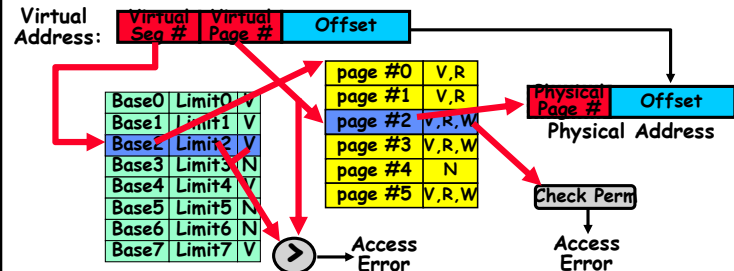 Virtual Address:
Virtual Seg # Virtual Page # Offset
page #0 V,R
page #1 V,R
page #2 V,R,W
page #3 V,R,W
page #4 N
page #5 V,R,W
Base0 Limit0 V
Base1 Limit1 V
Base2 Limit2 V
Base3 Limit3 N
Base4 Limit4 V
Base5 Limit5 N
Base6 Limit6 N
Base7 Limit7 V
>
Access
Error
Physical Page # Offset
Physical Address
Check Perm
Access
Error